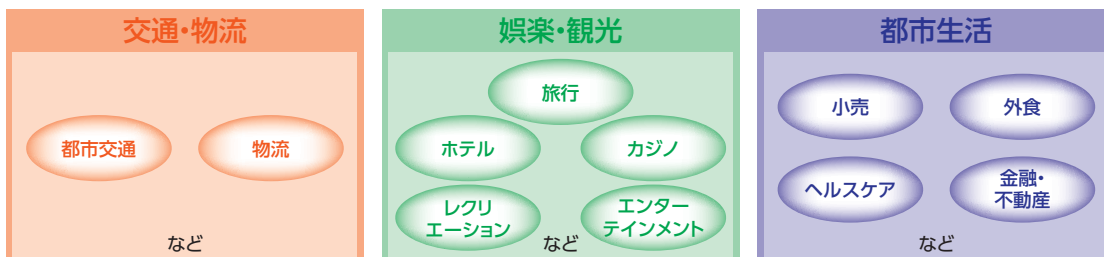 交通・物流
都市交通
物流
など
娯楽・観光
旅行
ホテル
カジノ
レクリ
エーション
エンター
テインメント
など
都市生活
小売
外食
ヘルスケア
金融・
不動産
など